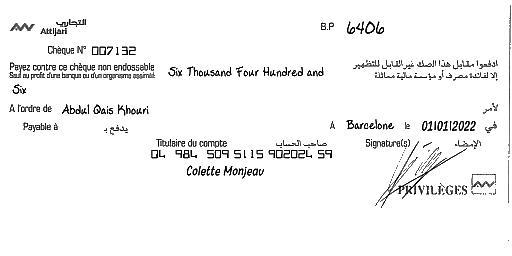 التجاري
Attijari
B.P 6406
Chèque N° 007132
Payez contre ce chèque non endossable
Saul au profit d'une banque ou d'un organisme assimilé
Six Thousand Four Hundred and
Six
ادفعوا مقابل هذا الصك غير القابل للتظهير
إلا لفائدة مصرف أو مؤسسة مالية مماثلة
A l'ordre de Abdul Qais Khouri لأمر
Payable à يدفع بـ
A Barcelone le 01/01/2022 في
Titulaire du compte صاحب الحساب
Signature(s) الإمضاء
04 984 509 5115 902024 59
Colette Monjeau
PRIVILÈGES